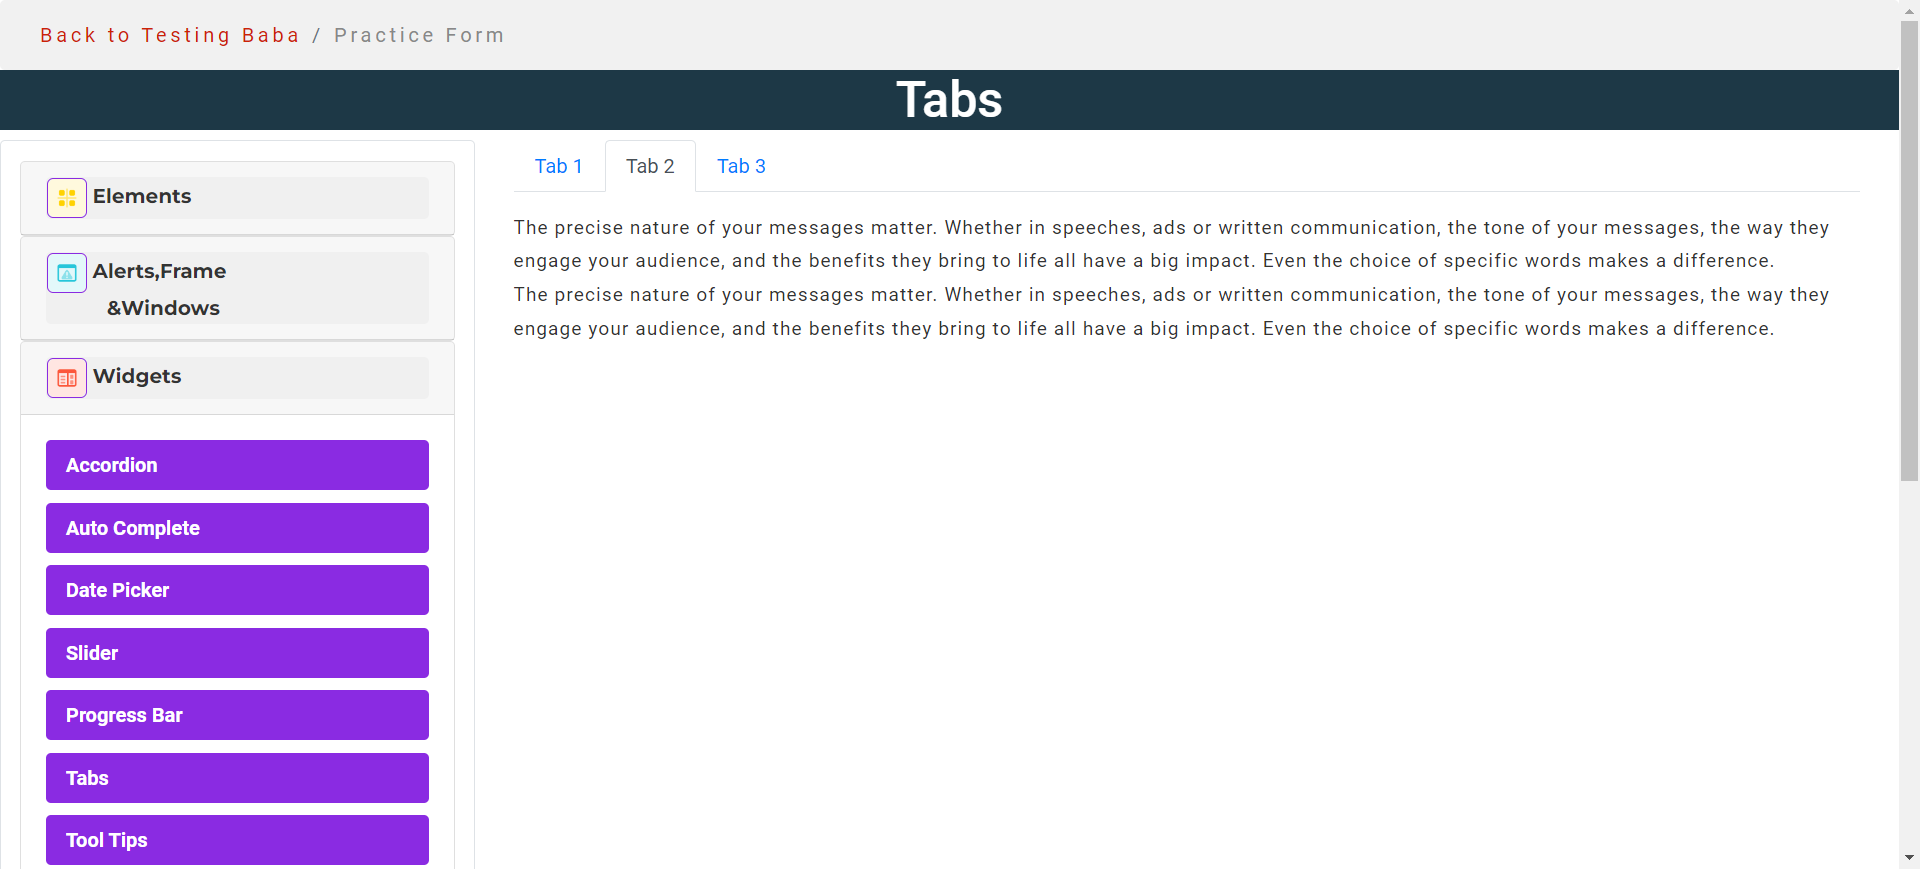 Back to Testing Baba / Practice Form
Tabs
Elements
Alerts,Frame
&Windows
Widgets
Accordion
Auto Complete
Date Picker
Slider
Progress Bar
Tabs
Tool Tips
Tab 1
Tab 2
Tab 3
The precise nature of your messages matter. Whether in speeches, ads or written communication, the tone of your messages, the way they
engage your audience, and the benefits they bring to life all have a big impact. Even the choice of specific words makes a difference.
The precise nature of your messages matter. Whether in speeches, ads or written communication, the tone of your messages, the way they
engage your audience, and the benefits they bring to life all have a big impact. Even the choice of specific words makes a difference.